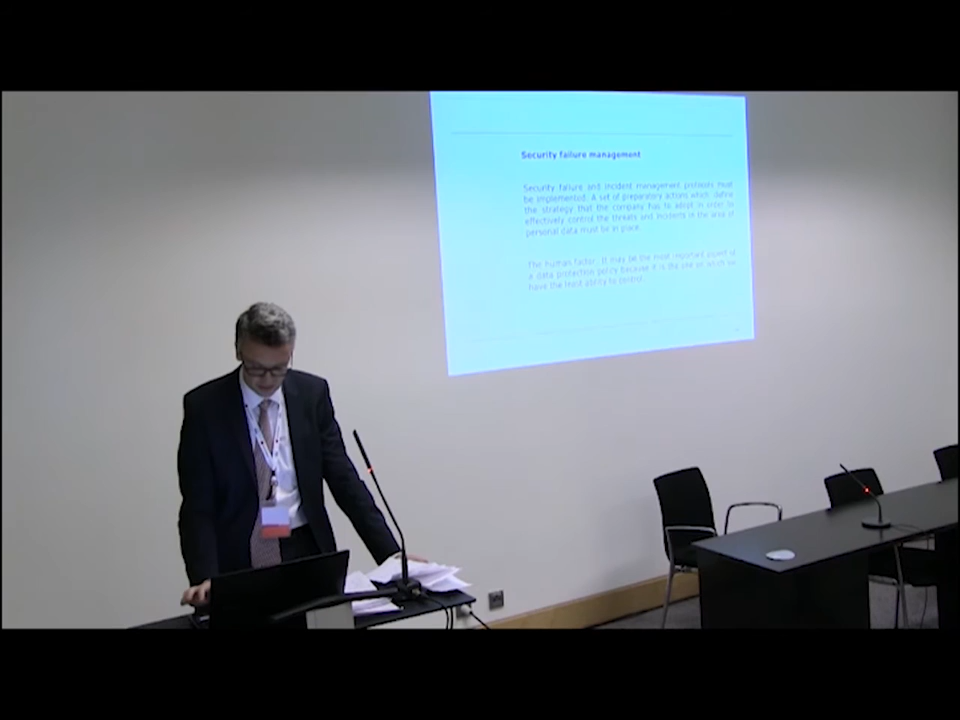 Security failure management
Security failure and incident management protocols must
be implemented. A set of preparatory actions which define
the strategy that the company has to adopt in order to
effectively control the threats and incidents in the area of
personal data must be in place.
The human factor. It may be the most important aspect of
a data protection policy because it is the one on which we
have the least ability to control.